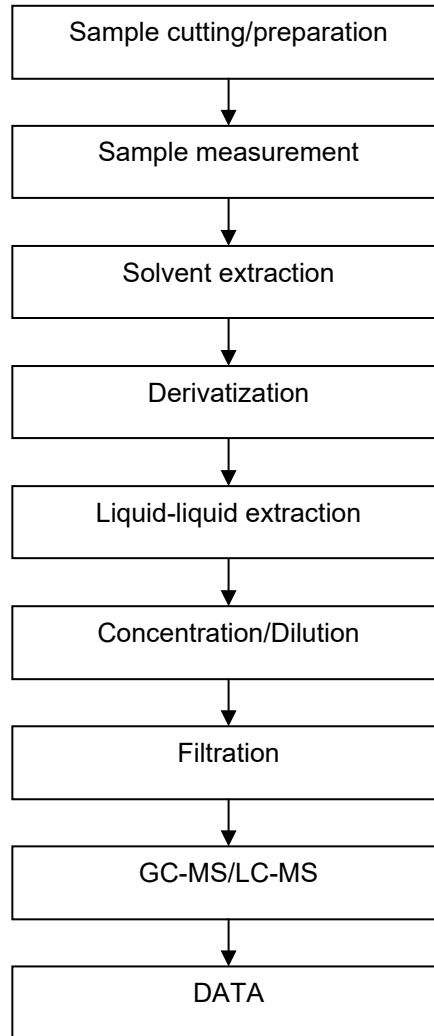 Sample cutting/preparation
Sample measurement
Solvent extraction
Derivatization
Liquid-liquid extraction
Concentration/Dilution
Filtration
GC-MS/LC-MS
DATA